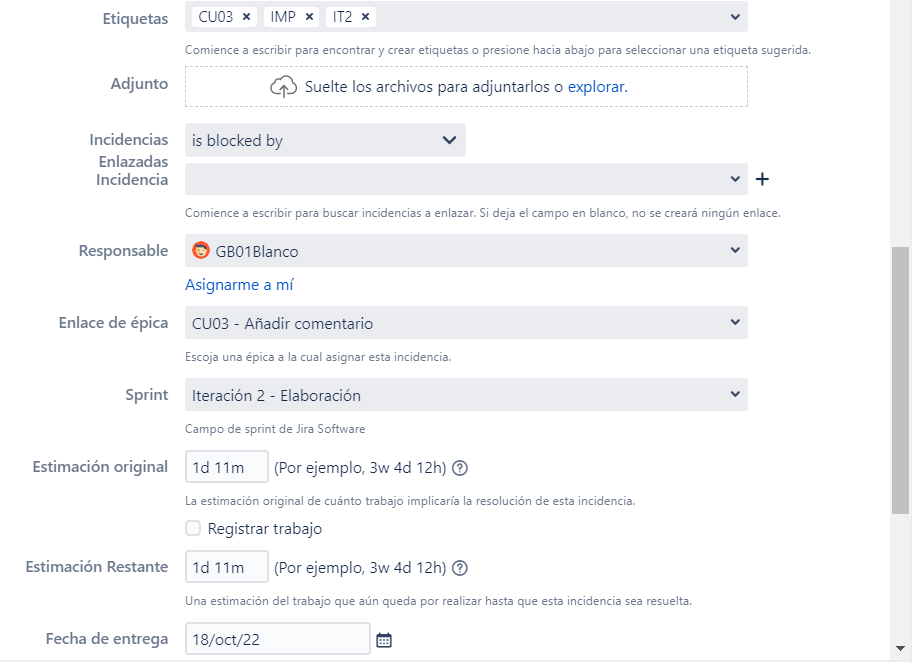 Etiquetas CU03 × IMP × IT2 ×
Comience a escribir para encontrar y crear etiquetas o presione hacia abajo para seleccionar una etiqueta sugerida.
Adjunto Suelte los archivos para adjuntarlos o explorar.
Incidencias Enlazadas is blocked by
Incidencia
Comience a escribir para buscar incidencias a enlazar. Si deja el campo en blanco, no se creará ningún enlace.
Responsable GB01Blanco
Asignarme a mí
Enlace de épica CU03 - Añadir comentario
Escoja una épica a la cual asignar esta incidencia.
Sprint Iteración 2 - Elaboración
Campo de sprint de Jira Software
Estimación original 1d 11m (Por ejemplo, 3w 4d 12h)
La estimación original de cuánto trabajo implicaría la resolución de esta incidencia.
Registrar trabajo
Estimación Restante 1d 11m (Por ejemplo, 3w 4d 12h)
Una estimación del trabajo que aún queda por realizar hasta que esta incidencia sea resuelta.
Fecha de entrega 18/oct/22